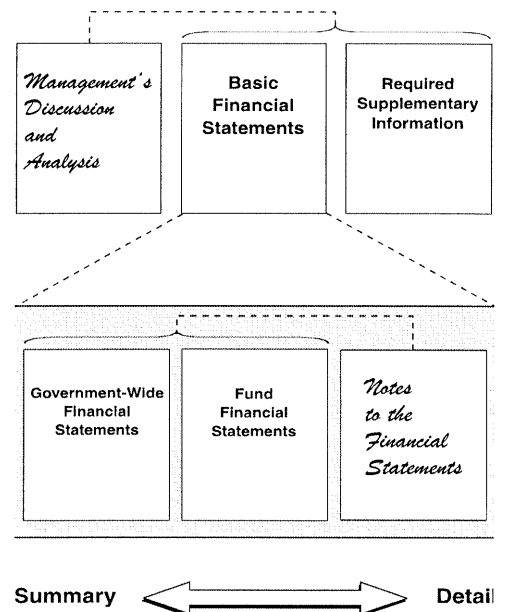 Management's
Discussion
and
Analysis
Basic
Financial
Statements
Required
Supplementary
Information
Government-Wide
Financial
Statements
Fund
Financial
Statements
Notes
to the
Financial
Statements
Summary
Detail